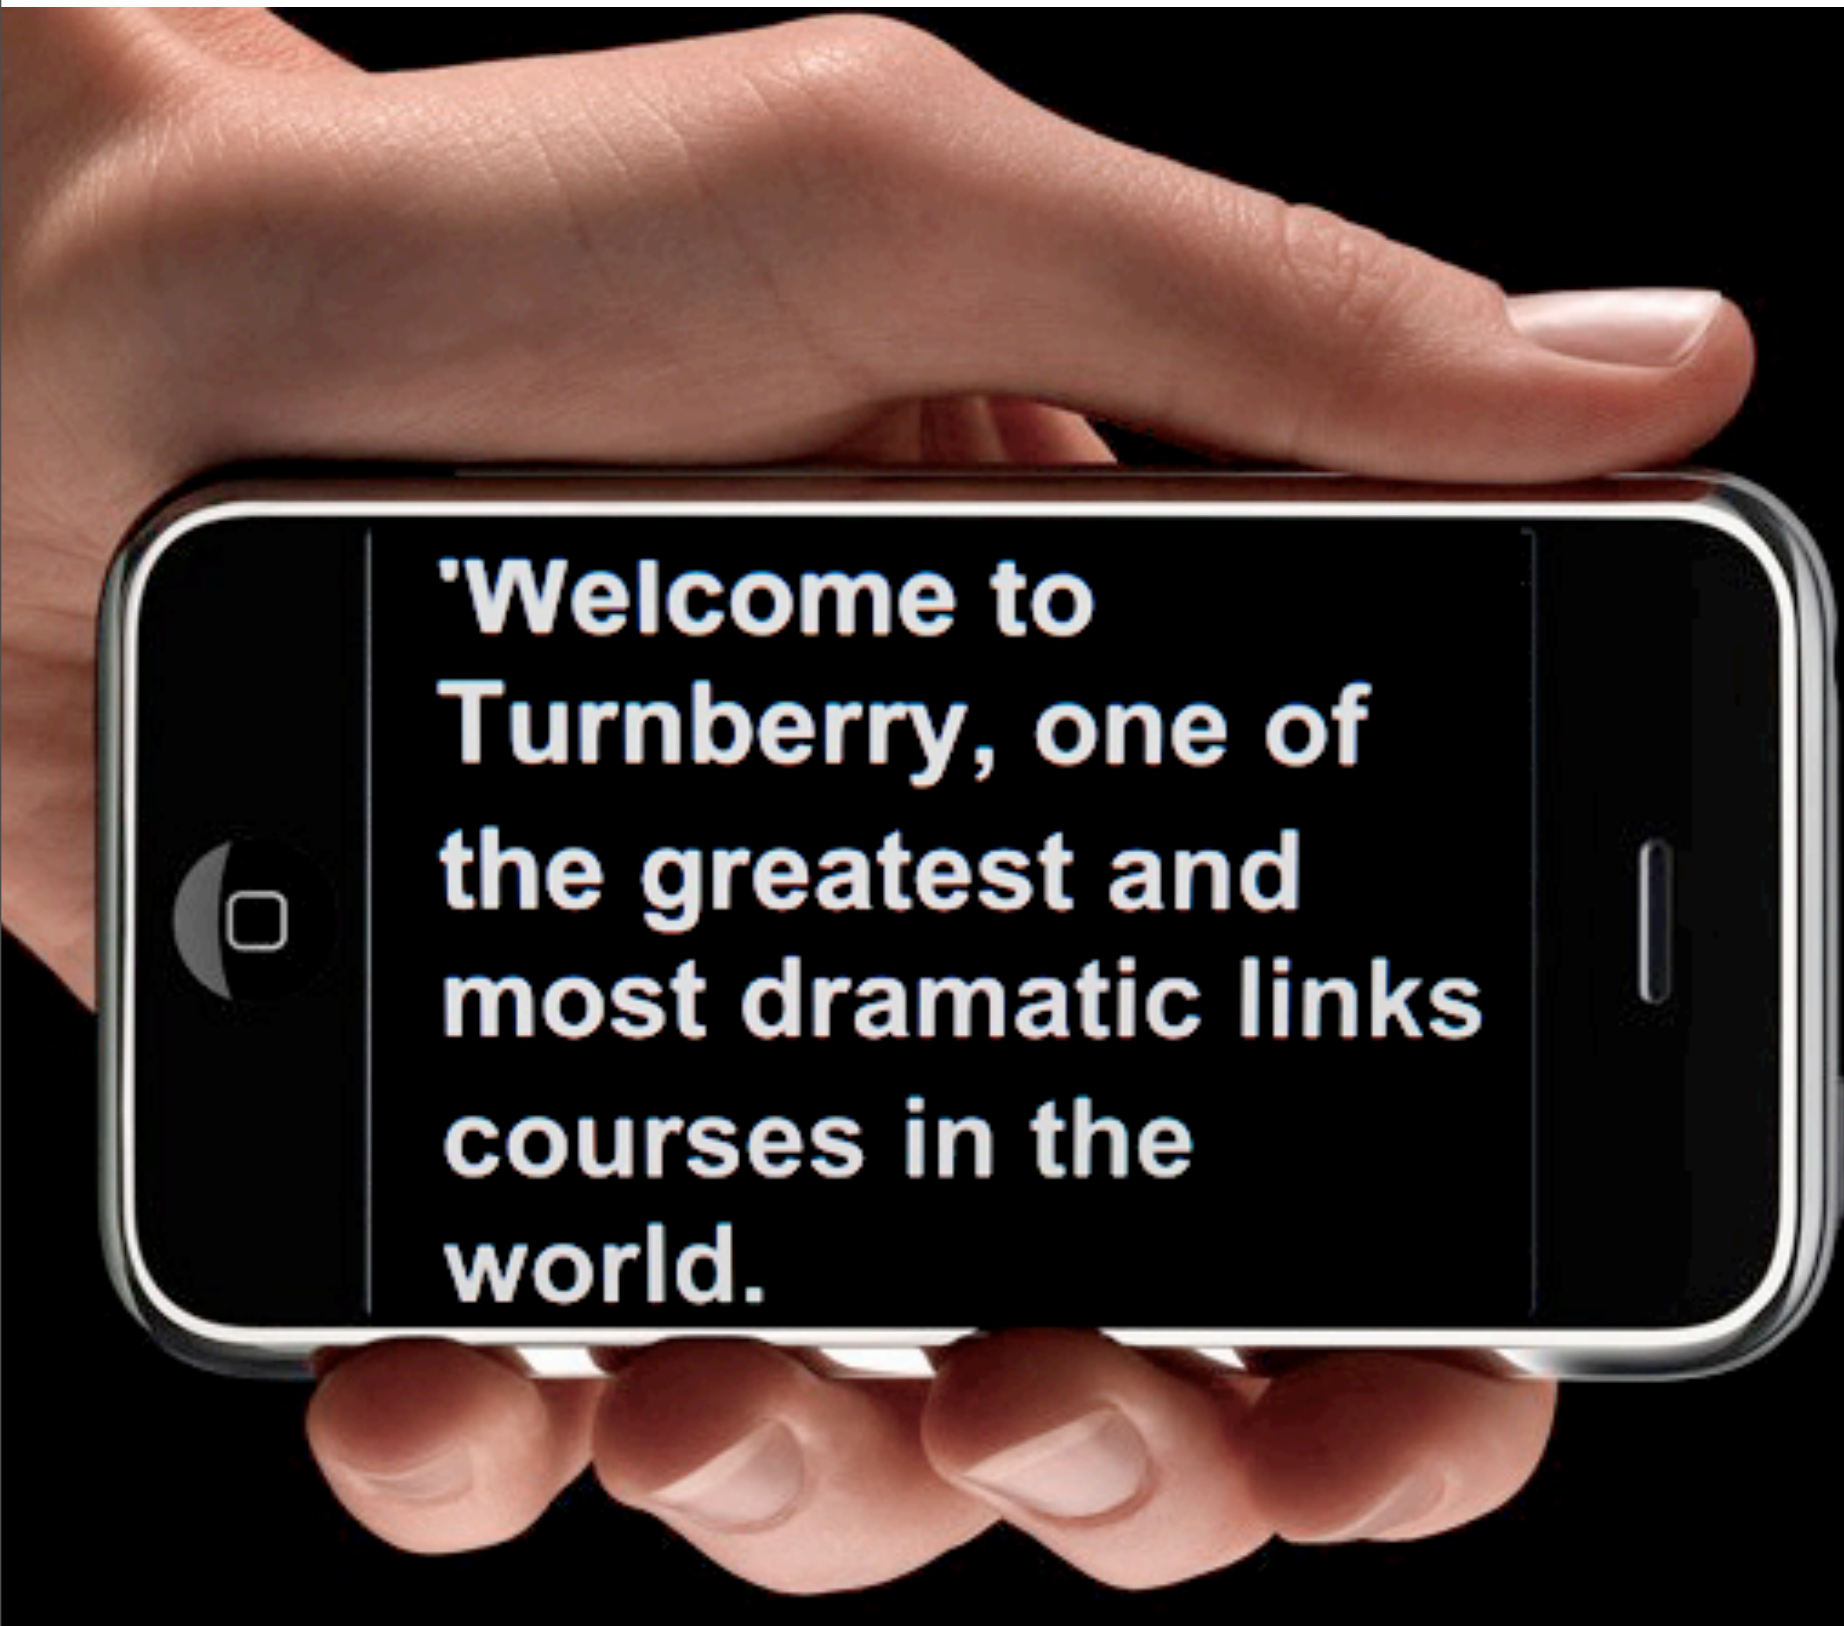 'Welcome to
Turnberry, one of
the greatest and
most dramatic links
courses in the
world.